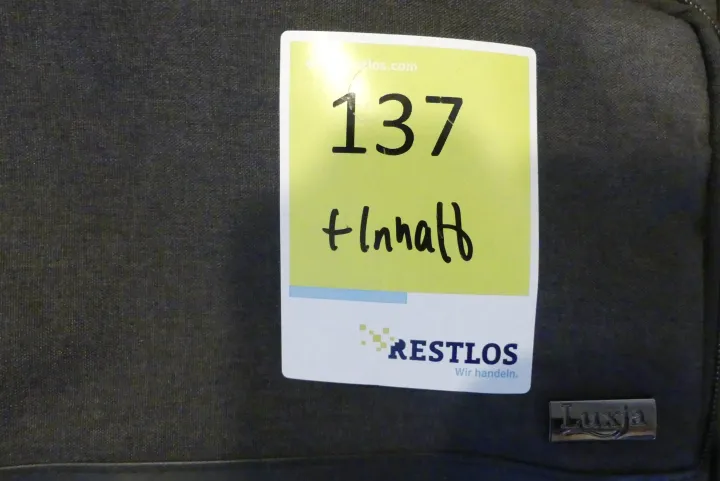 137
+Inhalt
RESTLOS
Wir handeln.
Luxja